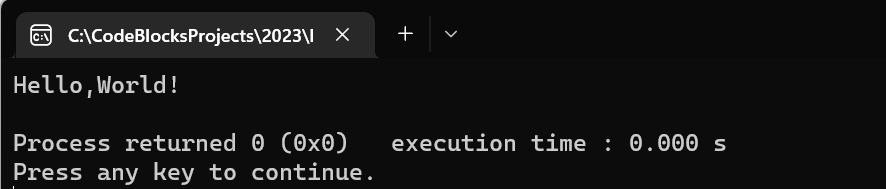 C:\CodeBlocksProjects\2023\I
Hello,World!
Process returned 0 (0x0)   execution time : 0.000 s
Press any key to continue.